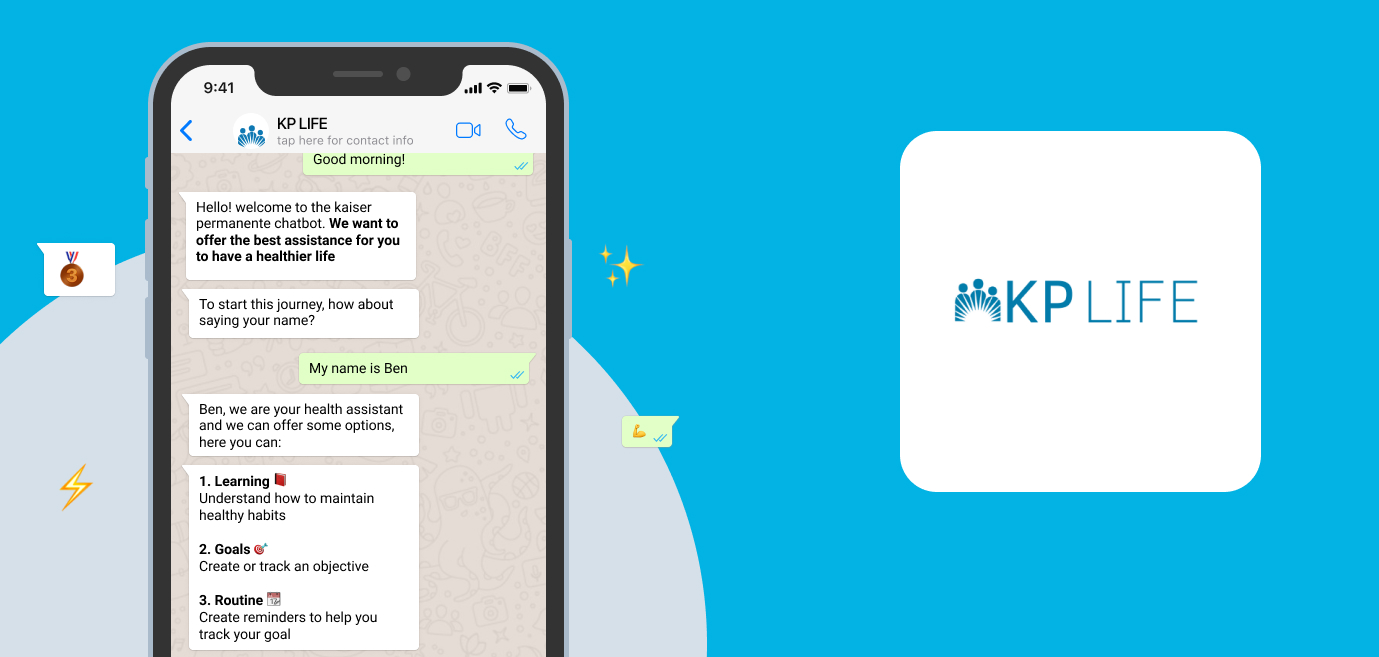 9:41
KP LIFE
tap here for contact info
Good morning!
Hello! welcome to the kaiser
permanente chatbot. We want to
offer the best assistance for you
to have a healthier life
To start this journey, how about
saying your name?
My name is Ben
Ben, we are your health assistant
and we can offer some options,
here you can:
1. Learning
Understand how to maintain
healthy habits
2. Goals
Create or track an objective
3. Routine
Create reminders to help you
track your goal
3
KP LIFE